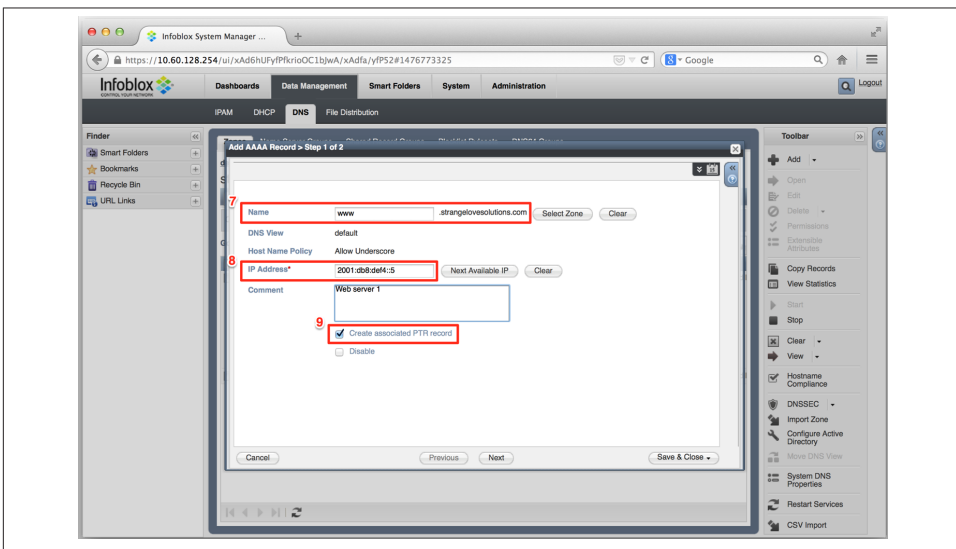 Infoblox System Manager ...
https://10.60.128.254/ui/xAd6hUFyfPfkrioOC1bJwA/xAdfa/yfP52#1476773325
Google
Infoblox
CONTROL YOUR NETWORK
Dashboards Data Management Smart Folders System Administration
Logout
IPAM DHCP DNS File Distribution
Finder
Smart Folders
Bookmarks
Recycle Bin
URL Links
Add AAAA Record > Step 1 of 2
7
Name www .strangelovesolutions.com Select Zone Clear
DNS View default
Host Name Policy Allow Underscore
8
IP Address* 2001:db8:def4::5 Next Available IP Clear
Comment Web server 1
9
Create associated PTR record
Disable
Cancel Previous Next Save & Close
Toolbar
Add
Open
Edit
Delete
Permissions
Extensible
Attributes
Copy Records
View Statistics
Start
Stop
Clear
View
Hostname
Compliance
DNSSEC
Import Zone
Configure Active
Directory
Move DNS View
System DNS
Properties
Restart Services
CSV Import